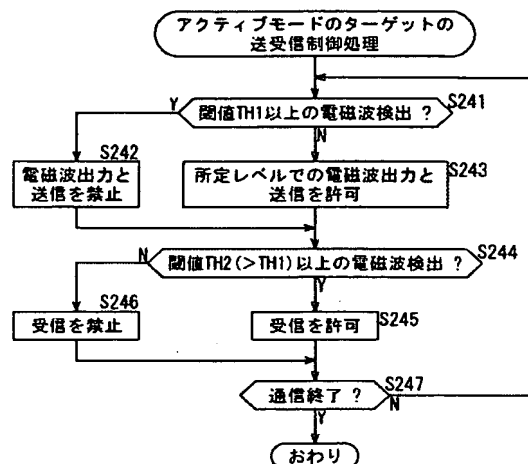 アクティブモードのターゲットの
送受信制御処理
S241
Y
閾値TH1以上の電磁波検出 ?
N
S242
電磁波出力と
送信を禁止
S243
所定レベルでの電磁波出力と
送信を許可
S244
N
閾値TH2(>TH1)以上の電磁波検出 ?
Y
S246
受信を禁止
S245
受信を許可
S247
通信終了 ?
N
Y
おわり